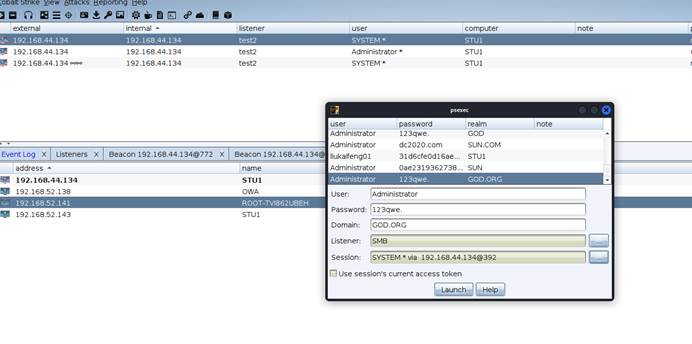 Cobalt Strike View Attacks Reporting Help
external internal listener user computer note
192.168.44.134 192.168.44.134 test2 SYSTEM * STU1
192.168.44.134 192.168.44.134 test2 Administrator * STU1
192.168.44.134 192.168.44.134 test2 SYSTEM * STU1
psexec
user password realm note
Administrator 123qwe. GOD
Administrator dc2020.com SUN.COM
liukaifeng01 31d6cfe0d16ae... STU1
Administrator 0ae2319362738... SUN
Administrator 123qwe. GOD.ORG
User: Administrator
Password: 123qwe.
Domain: GOD.ORG
Listener: SMB ...
Session: SYSTEM * via 192.168.44.134@392 ...
Use session's current access token
Launch Help
Event Log X Listeners X Beacon 192.168.44.134@772 X Beacon 192.168.44.134@
address name
192.168.44.134 STU1
192.168.52.138 OWA
192.168.52.141 ROOT-TVI862UBEH
192.168.52.143 STU1